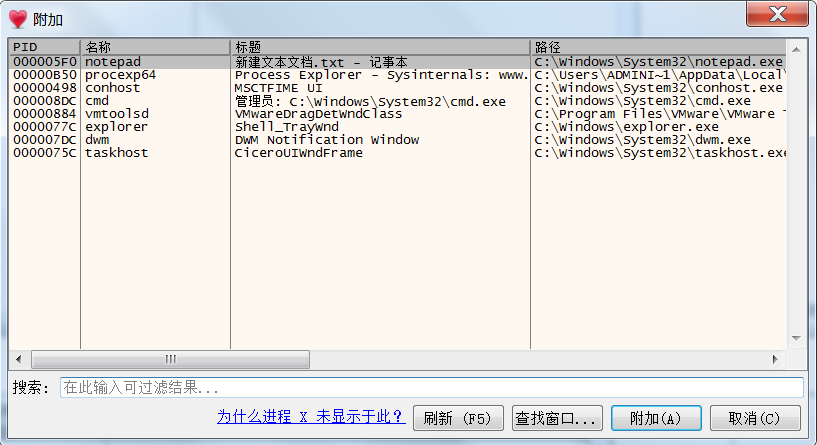 附加
PID 名称 标题 路径
000005F0 notepad 新建文本文档.txt - 记事本 C:\Windows\System32\notepad.exe
00000B50 procexp64 Process Explorer - Sysinternals: www. C:\Users\ADMINI~1\AppData\Local\
00000498 conhost MSCTFIME UI C:\Windows\System32\conhost.exe
000008DC cmd 管理员: C:\Windows\System32\cmd.exe C:\Windows\System32\cmd.exe
00000884 vmtoolsd VMwareDragDetWndClass C:\Program Files\VMware\VMware T
0000077C explorer Shell_TrayWnd C:\Windows\explorer.exe
000007DC dwm DWM Notification Window C:\Windows\System32\dwm.exe
0000075C taskhost CiceroUIWndFrame C:\Windows\System32\taskhost.exe
搜索: 在此输入可过滤结果...
为什么进程 X 未显示于此? 刷新 (F5) 查找窗口... 附加(A) 取消(C)